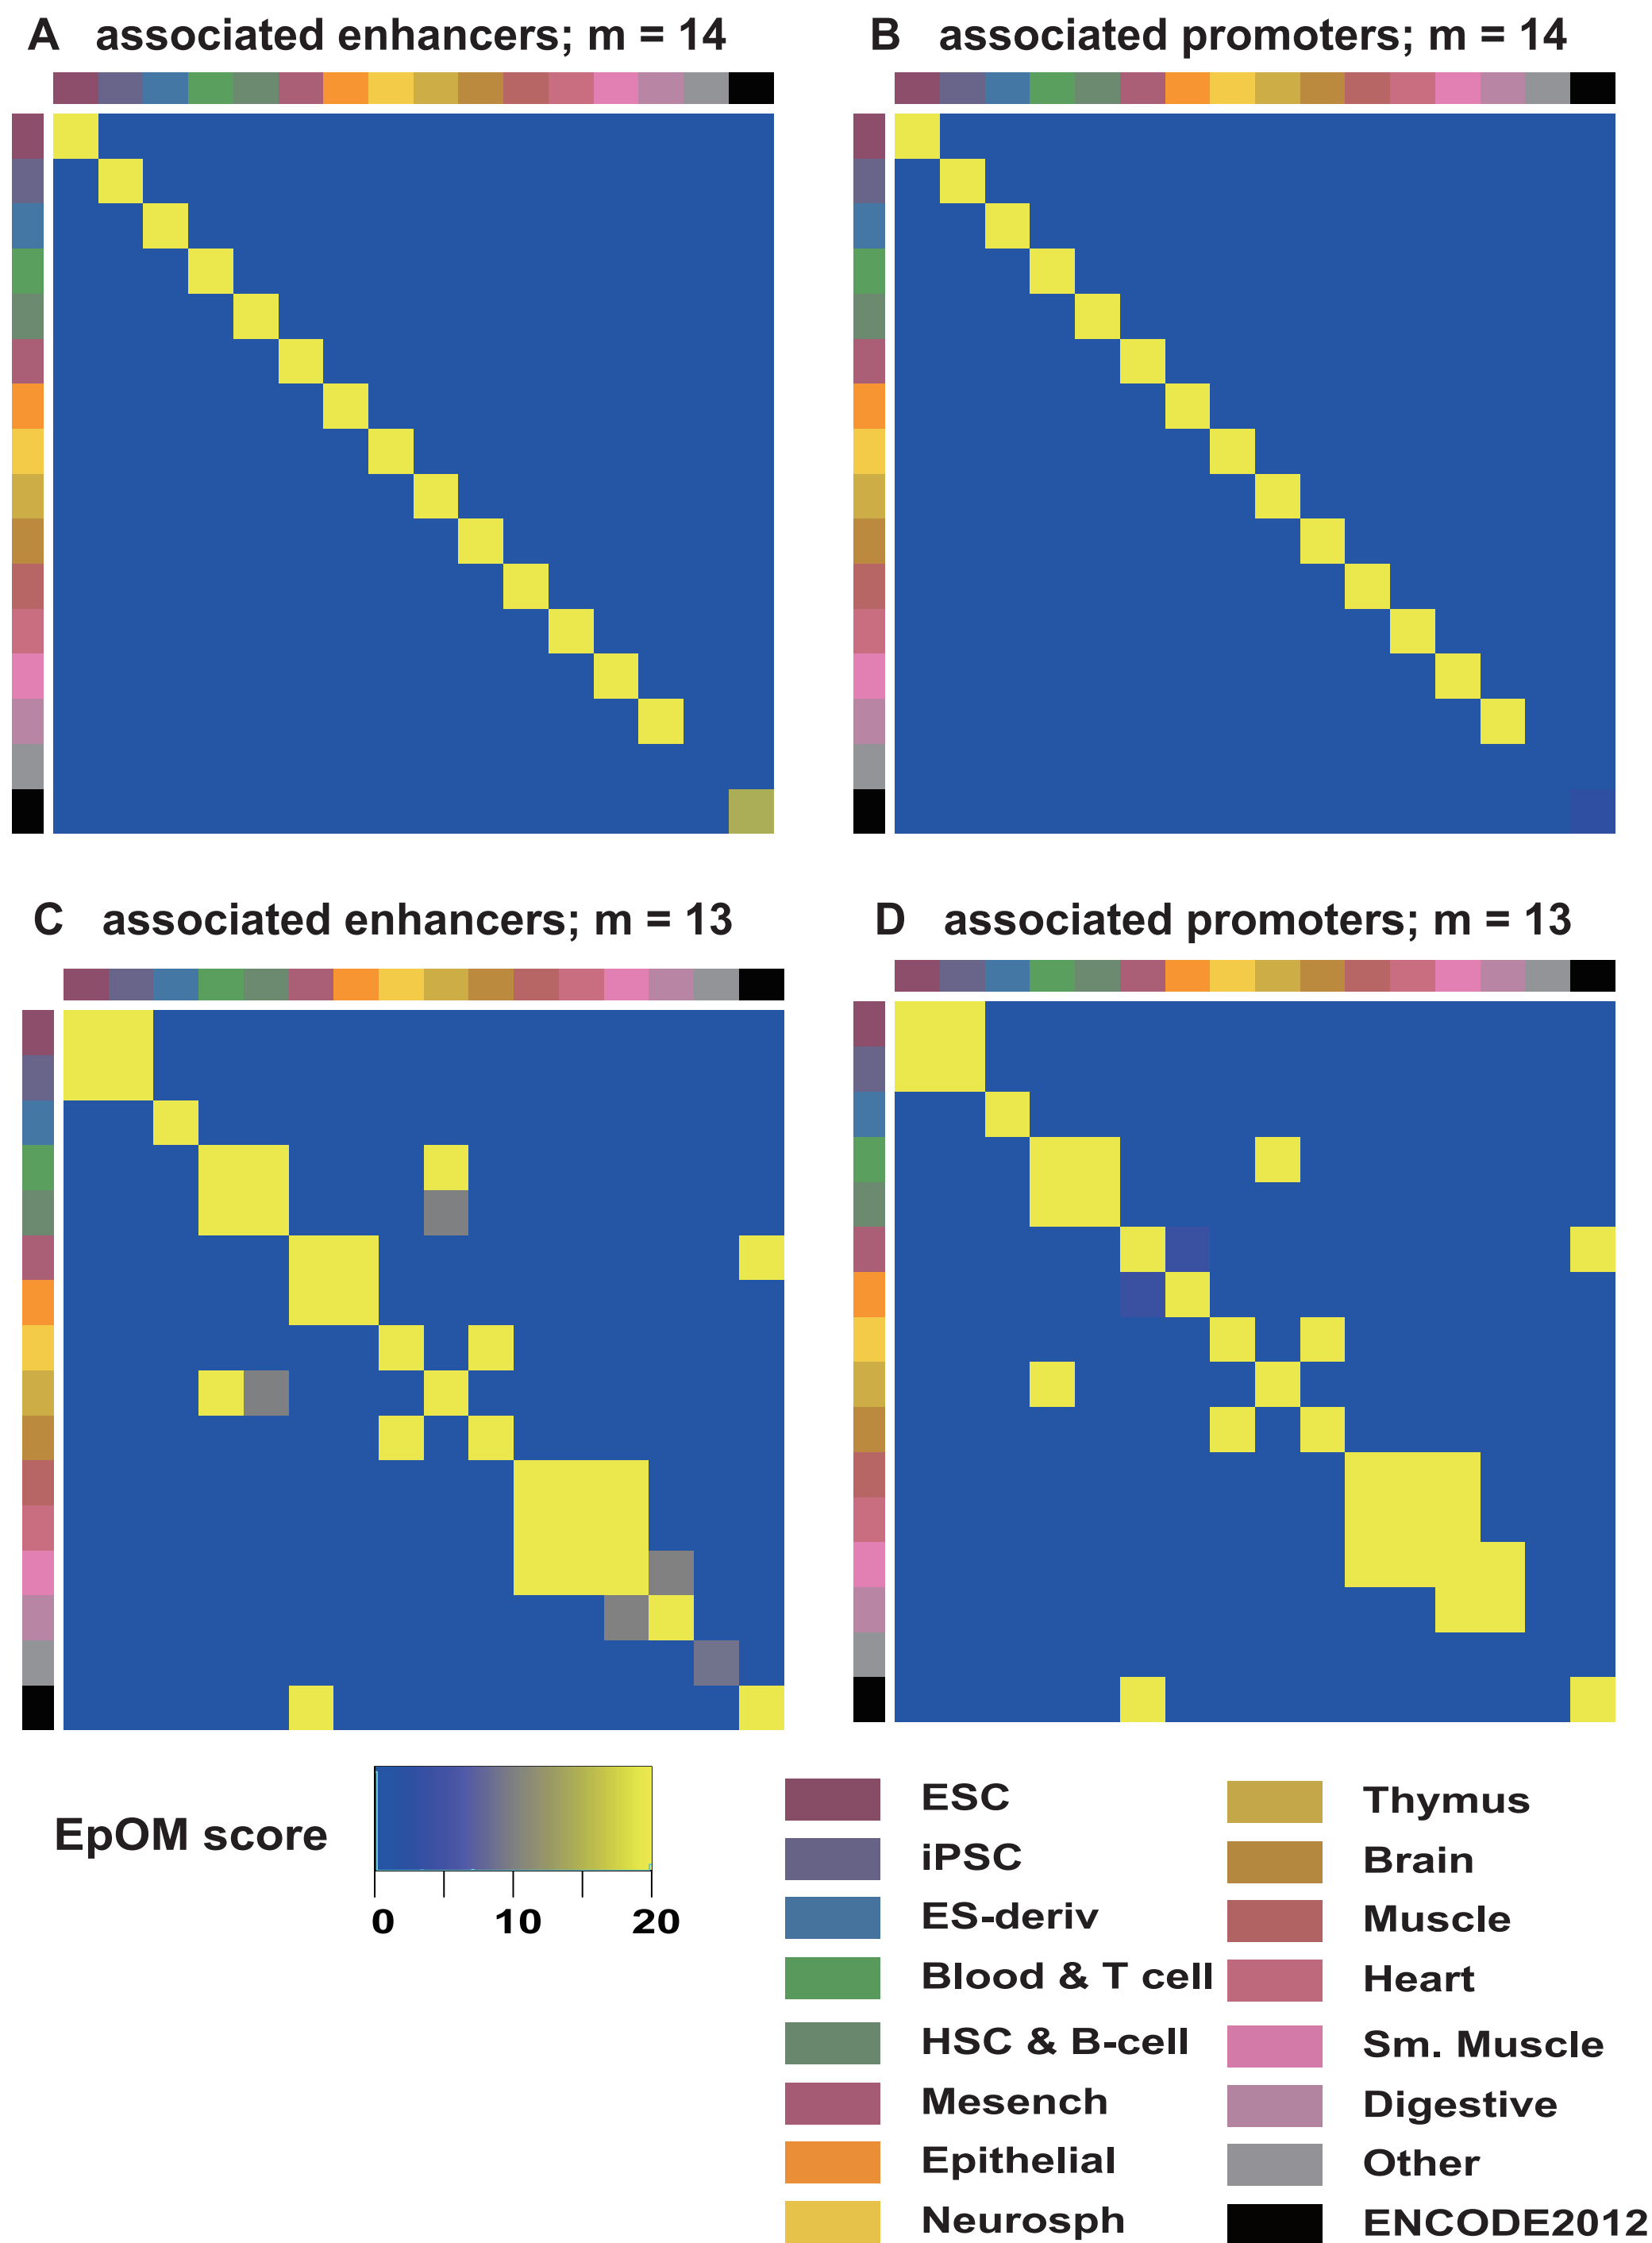 A associated enhancers; m = 14
B associated promoters; m = 14
C associated enhancers; m = 13
D associated promoters; m = 13
EpOM score
0 10 20
ESC
iPSC
ES-deriv
Blood & T cell
HSC & B-cell
Mesench
Epithelial
Neurosph
Thymus
Brain
Muscle
Heart
Sm. Muscle
Digestive
Other
ENCODE2012